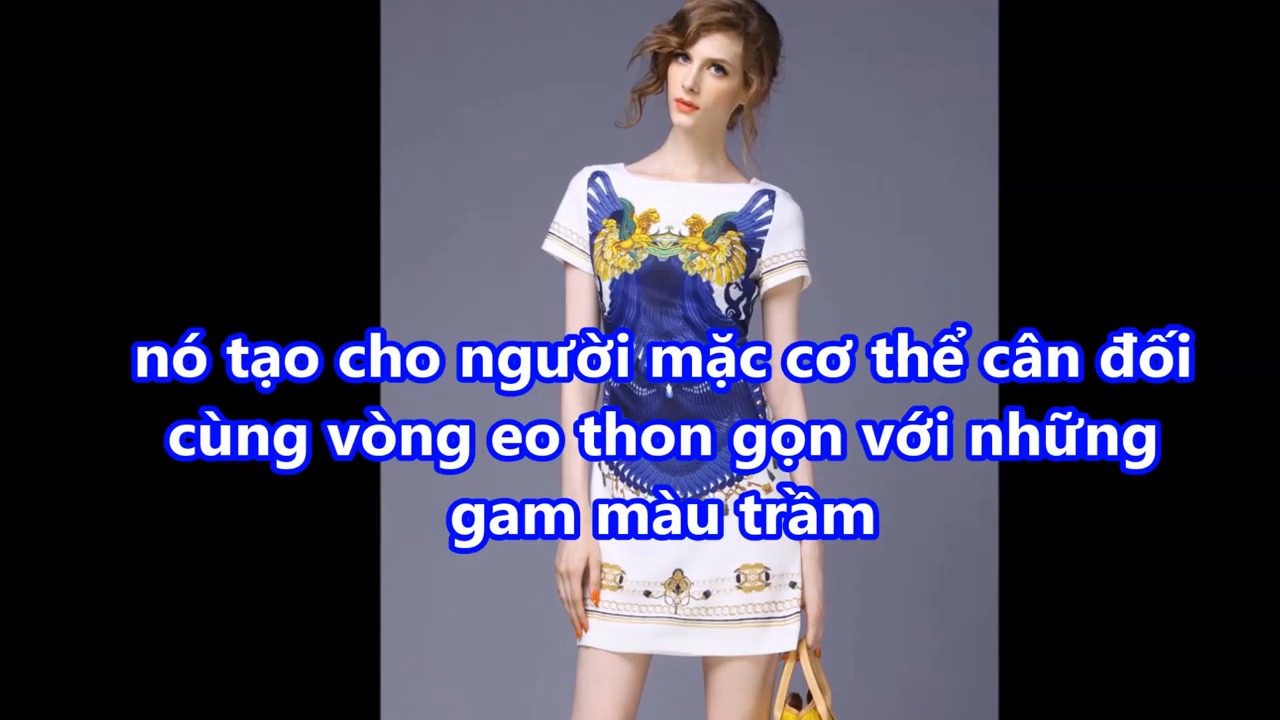 nó tạo cho người mặc cơ thể cân đối
cùng vòng eo thon gọn với những
gam màu trầm